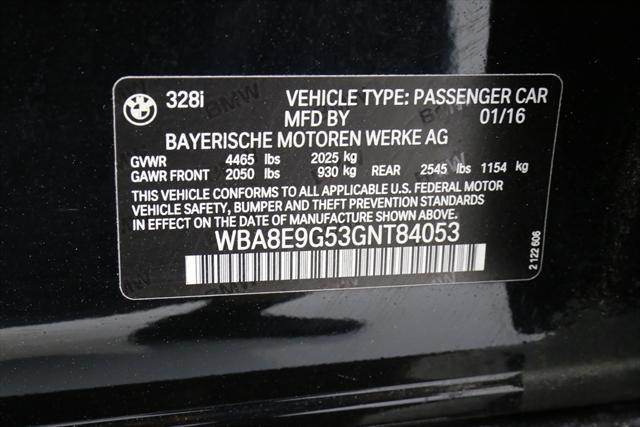 328i VEHICLE TYPE: PASSENGER CAR
MFD BY 01/16
BAYERISCHE MOTOREN WERKE AG
GVWR 4465 lbs 2025 kg
GAWR FRONT 2050 lbs 930 kg REAR 2545 lbs 1154 kg
THIS VEHICLE CONFORMS TO ALL APPLICABLE U.S. FEDERAL MOTOR
VEHICLE SAFETY, BUMPER AND THEFT PREVENTION STANDARDS
IN EFFECT ON THE DATE OF MANUFACTURE SHOWN ABOVE.
WBA8E9G53GNT84053
2 122 606